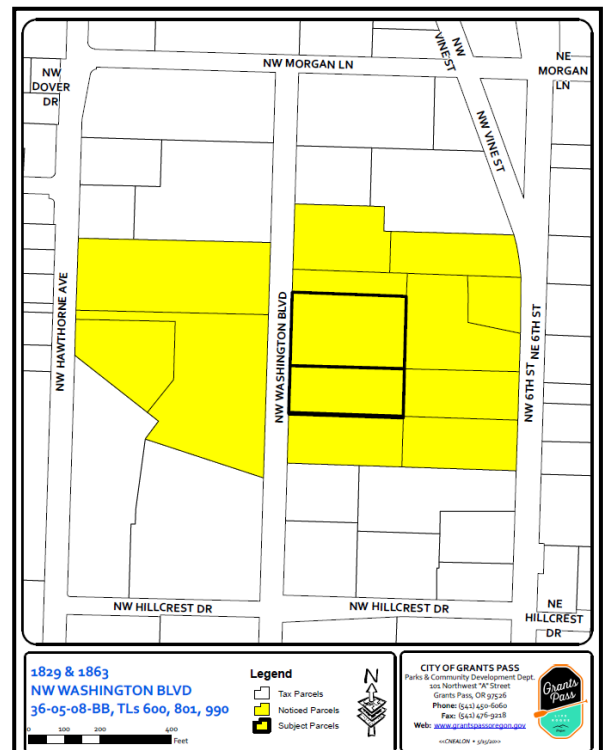 NW MORGAN LN
NW
VINE ST
NE
MORGAN
LN
NW
DOVER
DR
NW VINE ST
NW HAWTHORNE AVE
NW WASHINGTON BLVD
NW 6TH ST
NE 6TH ST
NW HILLCREST DR
NW HILLCREST DR
NE
HILLCREST
DR
1829 & 1863
NW WASHINGTON BLVD
36-05-08-BB, TLs 600, 801, 990
0 100 200 400
Feet
Legend
Tax Parcels
Noticed Parcels
Subject Parcels
N
CITY OF GRANTS PASS
Parks & Community Development Dept.
101 Northwest "A" Street
Grants Pass, OR 97526
Phone: (541) 450-6060
Fax: (541) 476-9218
Web: www.grantspassoregon.gov
Grants
Pass